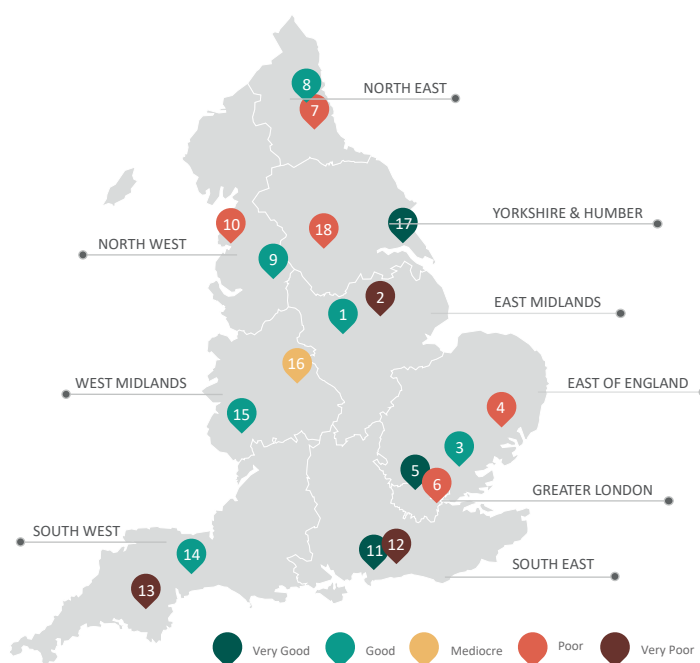 8
NORTH EAST
7
10
18
17
YORKSHIRE & HUMBER
NORTH WEST
9
2
1
EAST MIDLANDS
16
WEST MIDLANDS
EAST OF ENGLAND
4
15
3
5
6
GREATER LONDON
SOUTH WEST
14
11
12
SOUTH EAST
13
Very Good
Good
Mediocre
Poor
Very Poor